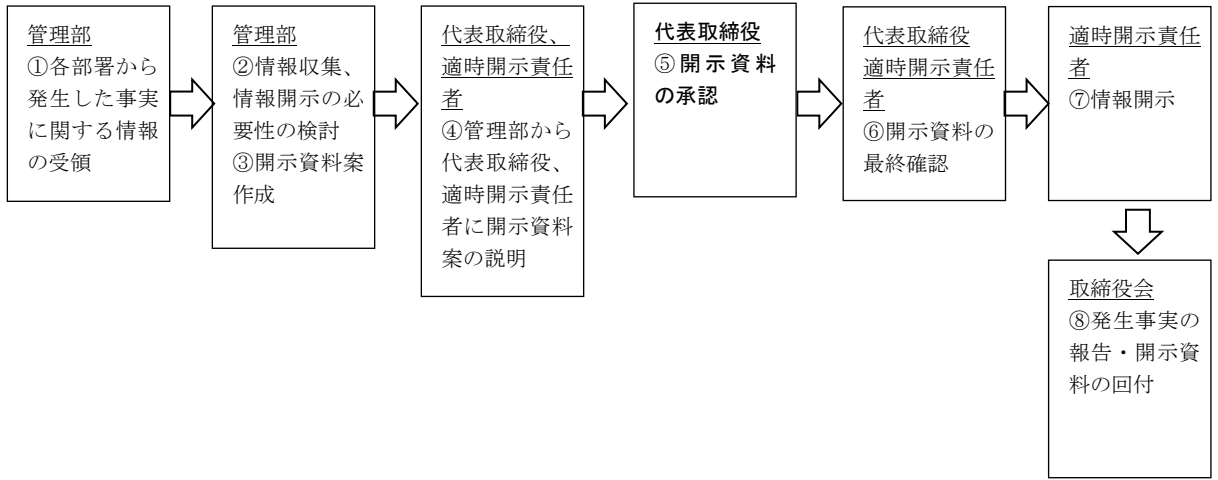 管理部
①各部署から
発生した事実
に関する情報
の受領
管理部
②情報収集、
情報開示の必
要性の検討
③開示資料案
作成
代表取締役、
適時開示責任
者
④管理部から
代表取締役、
適時開示責任
者に開示資料
案の説明
代表取締役
⑤開示資料
の承認
代表取締役
適時開示責任
者
⑥開示資料の
最終確認
適時開示責任
者
⑦情報開示
取締役会
⑧発生事実の
報告・開示資
料の回付